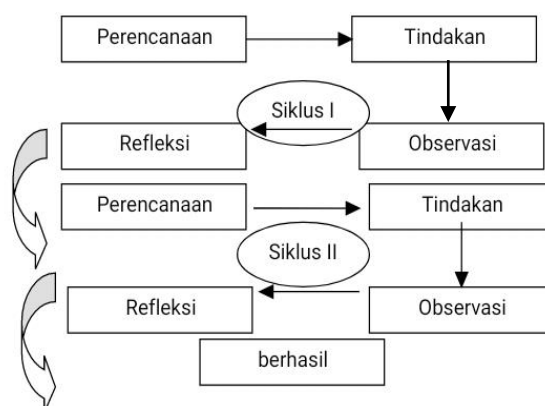 Perencanaan
Tindakan
Siklus I
Refleksi
Observasi
Perencanaan
Tindakan
Siklus II
Refleksi
Observasi
berhasil